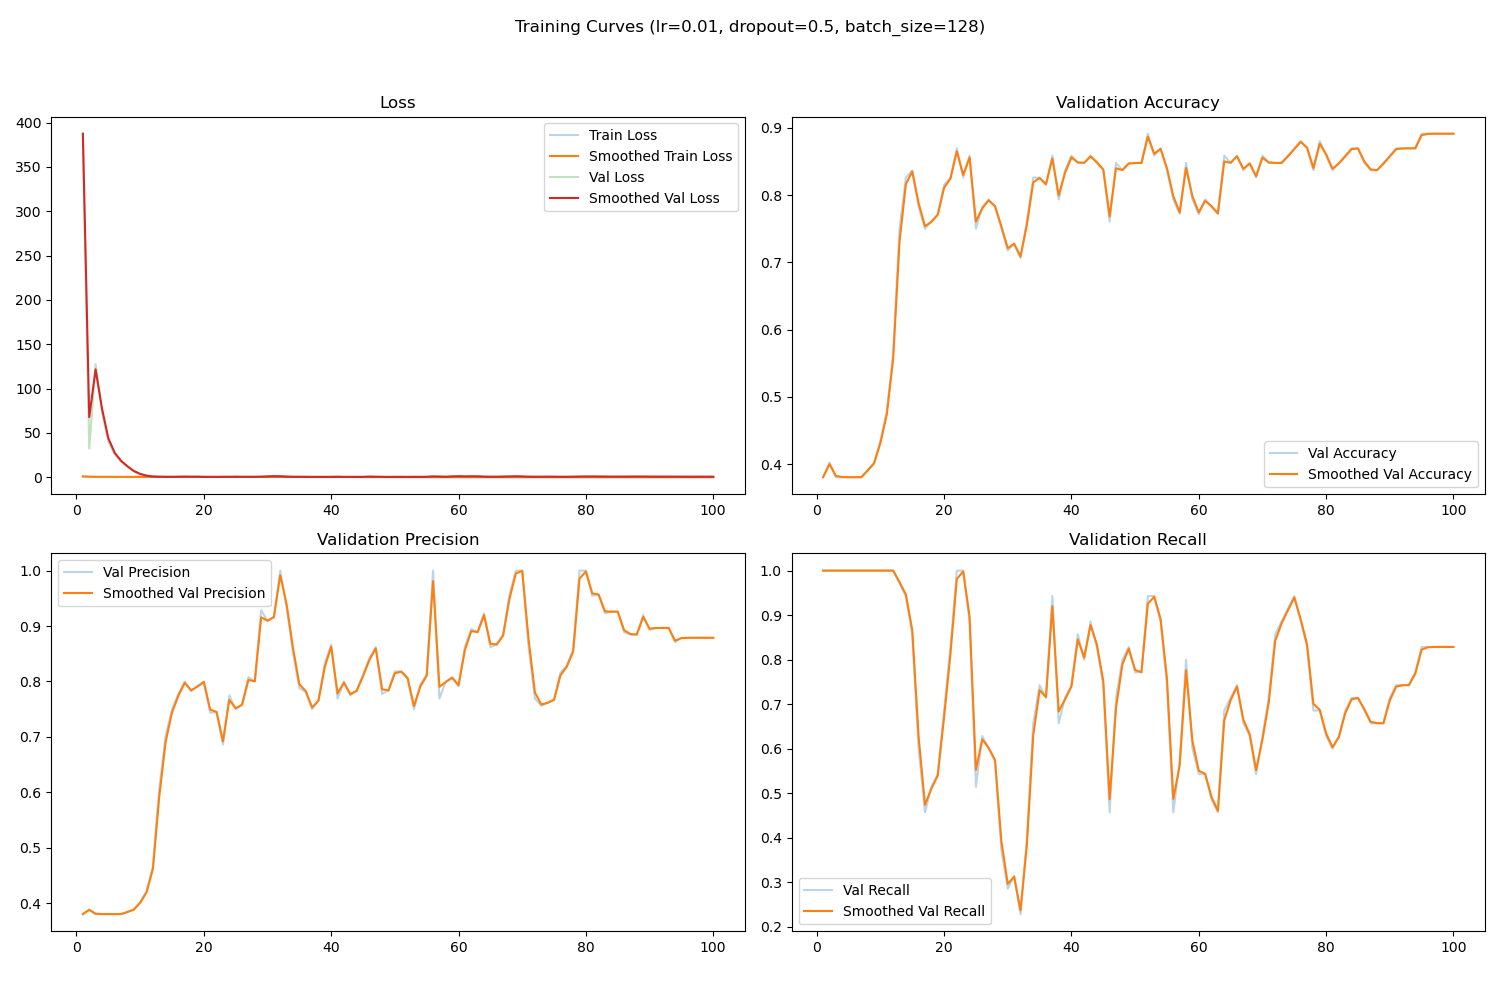 Training Curves (lr=0.01, dropout=0.5, batch_size=128)
Loss
400
350
300
250
200
150
100
50
0
0 20 40 60 80 100
Train Loss
Smoothed Train Loss
Val Loss
Smoothed Val Loss
Validation Accuracy
0.9
0.8
0.7
0.6
0.5
0.4
0 20 40 60 80 100
Val Accuracy
Smoothed Val Accuracy
Validation Precision
1.0
0.9
0.8
0.7
0.6
0.5
0.4
0 20 40 60 80 100
Val Precision
Smoothed Val Precision
Validation Recall
1.0
0.9
0.8
0.7
0.6
0.5
0.4
0.3
0.2
0 20 40 60 80 100
Val Recall
Smoothed Val Recall